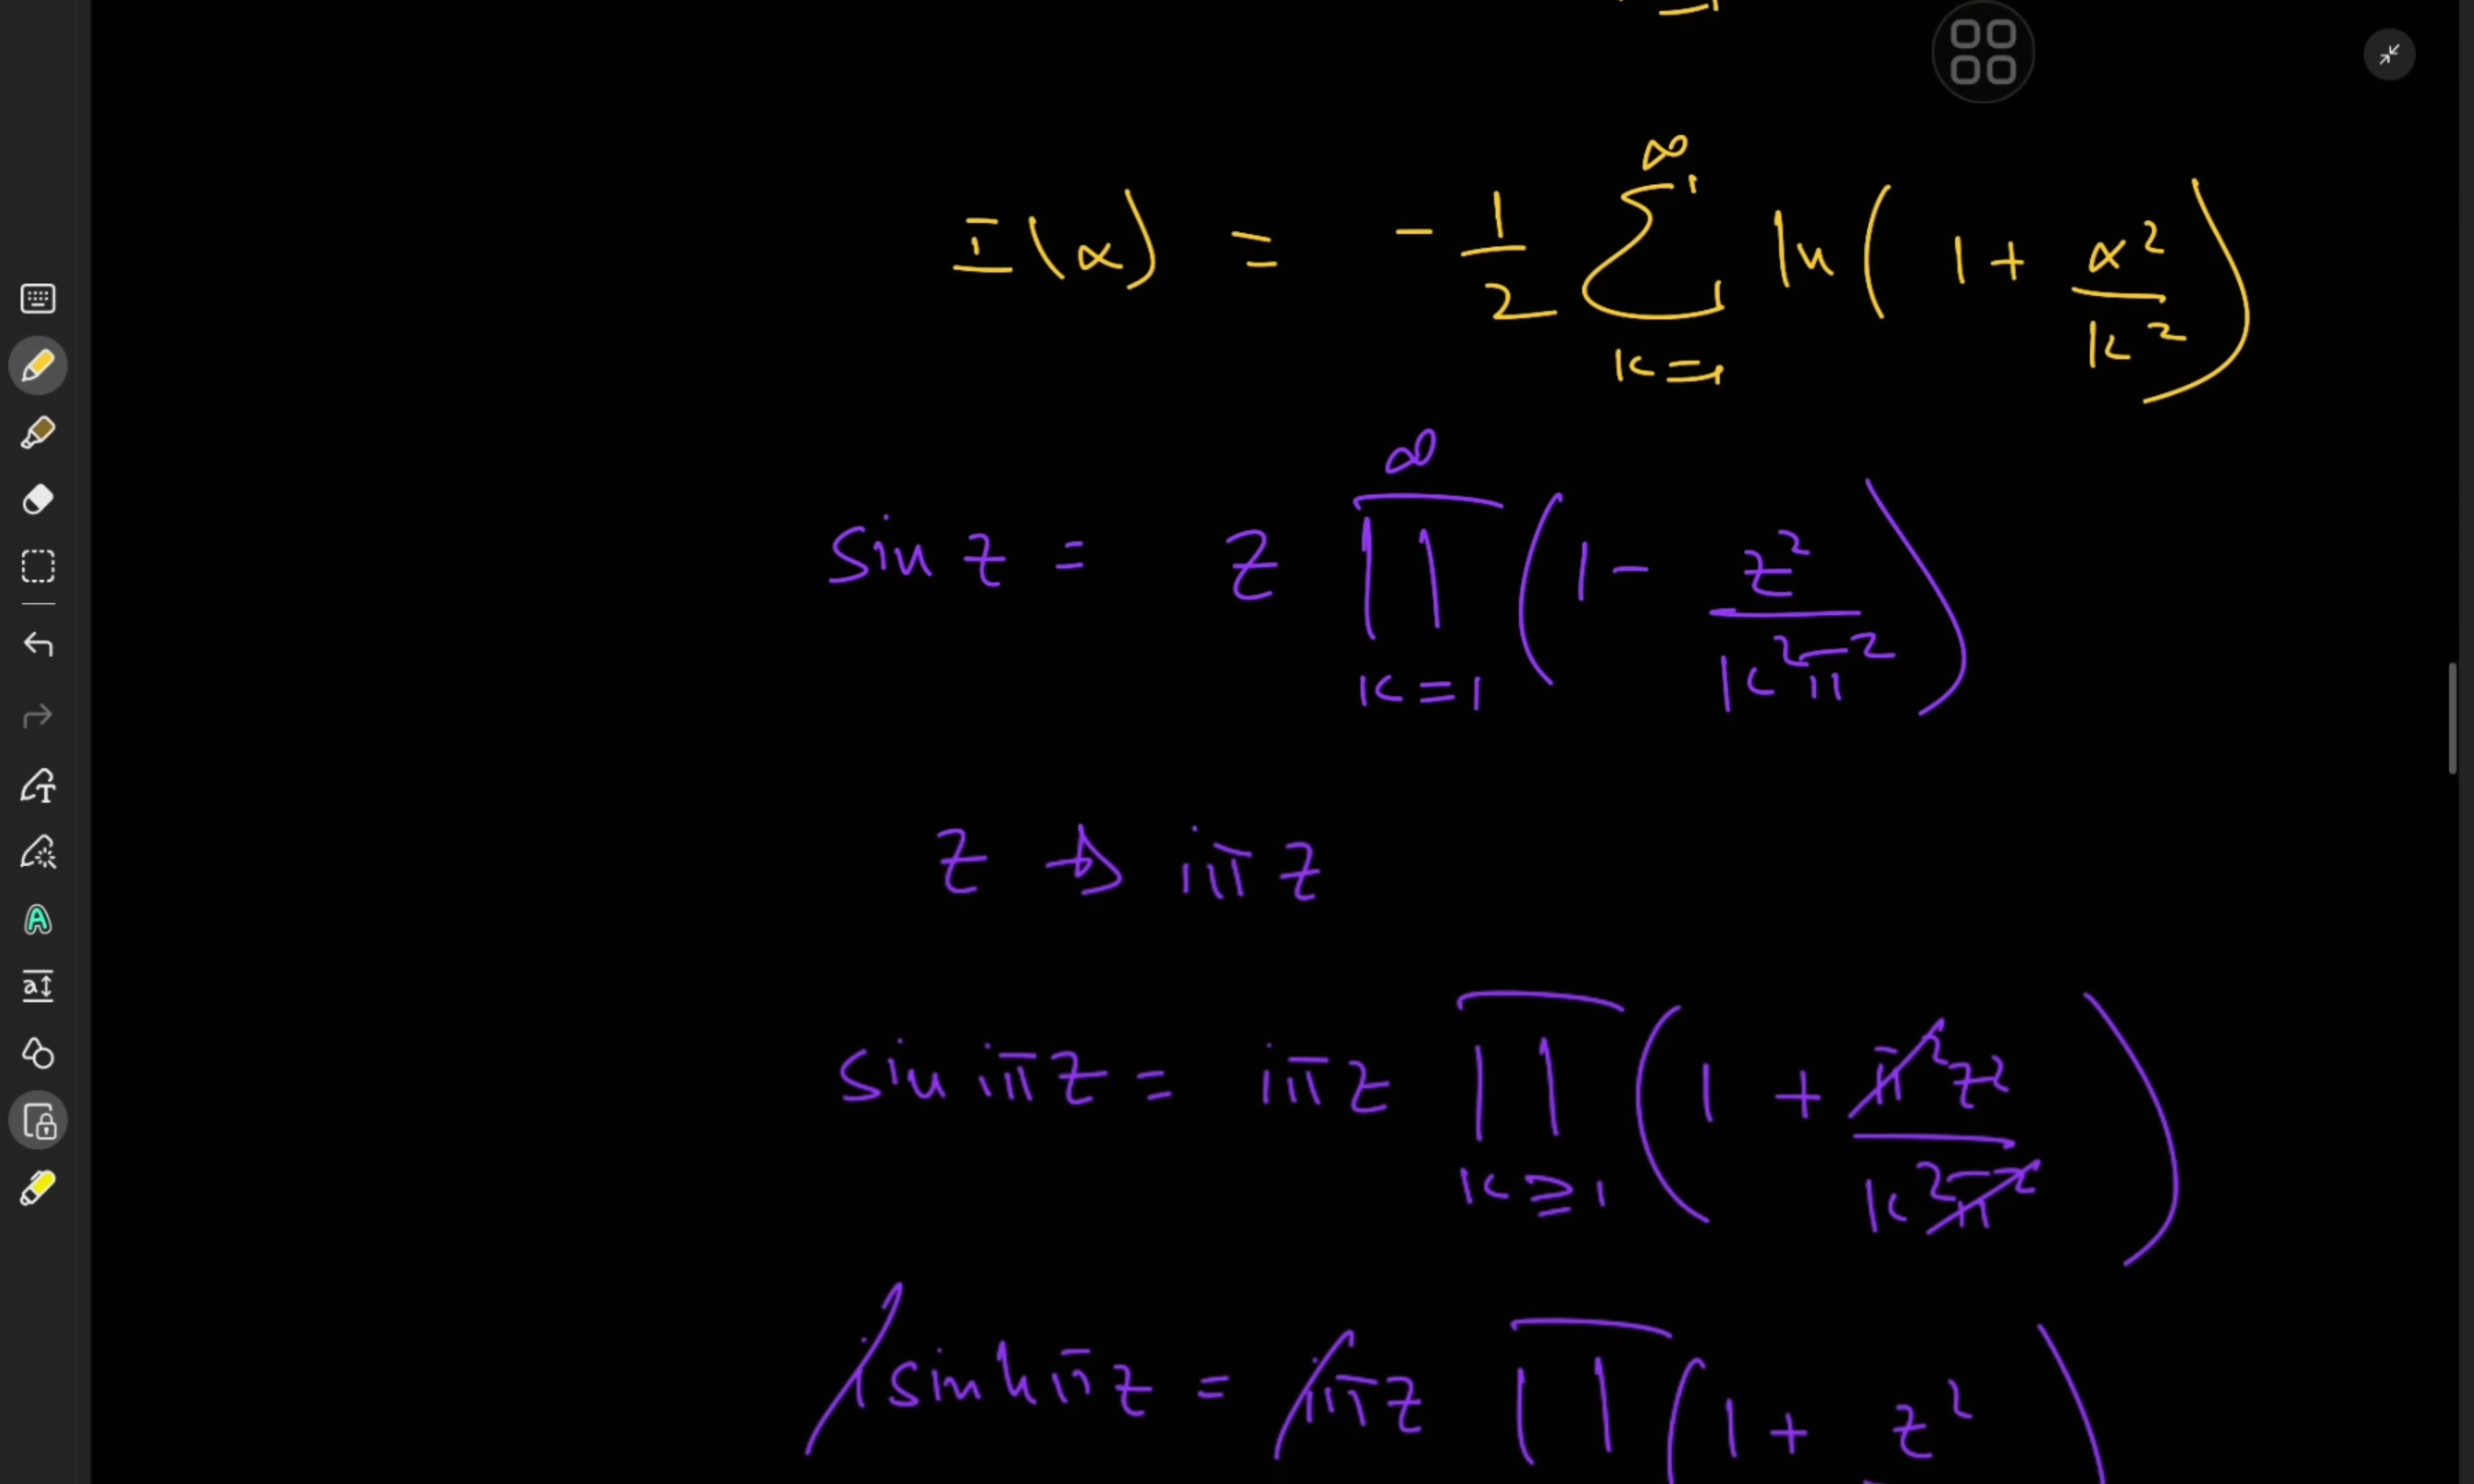 I(α) = -1/2 ∞∑k=1 ln(1 + α²/k²)
sin z = z ∞∏k=1 (1 - z²/k²π²)
z → iπz
sin iπz = iπz ∏k≥1 (1 + π²z²/k²π²)
i sinh πz = iπz ∏ (1 + z²